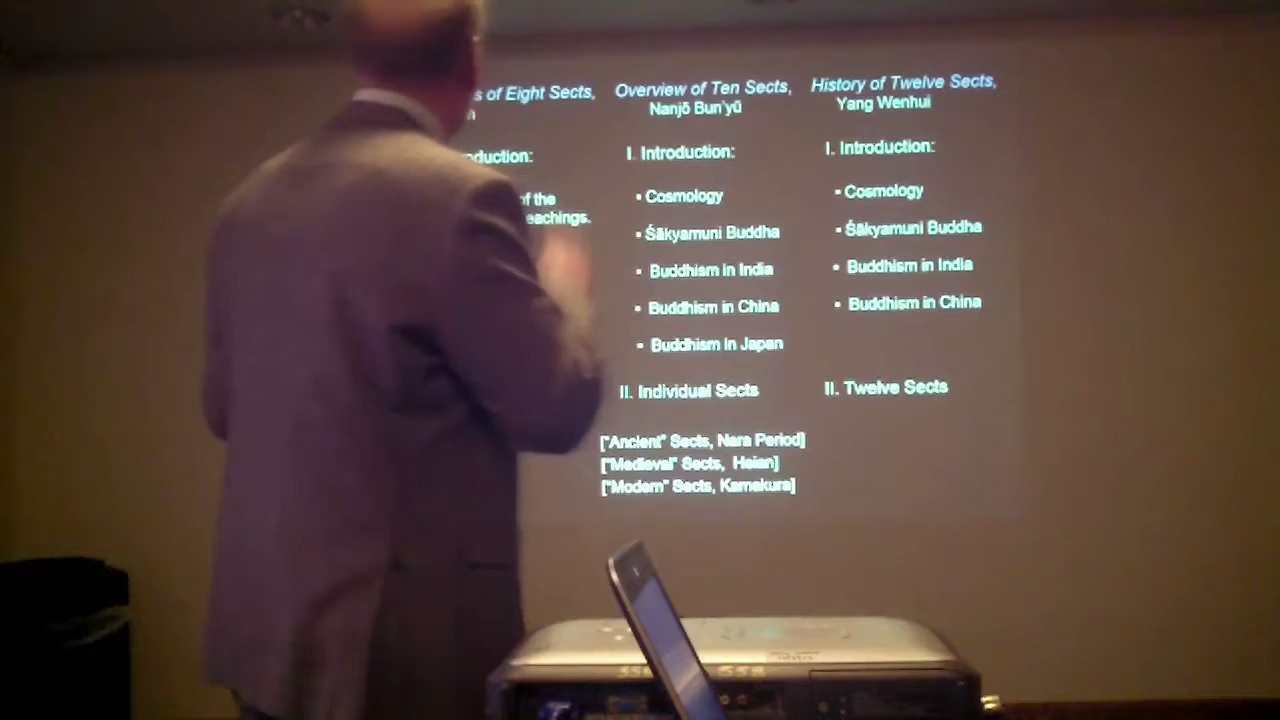 s of Eight Sects,
n
oduction:
of the
eachings.
Overview of Ten Sects,
Nanjō Bun'yū
I. Introduction:
▪ Cosmology
▪ Śākyamuni Buddha
▪ Buddhism in India
▪ Buddhism in China
▪ Buddhism in Japan
II. Individual Sects
["Ancient" Sects, Nara Period]
["Medieval" Sects, Heian]
["Modern" Sects, Kamakura]
History of Twelve Sects,
Yang Wenhui
I. Introduction:
▪ Cosmology
▪ Śākyamuni Buddha
▪ Buddhism in India
▪ Buddhism in China
II. Twelve Sects